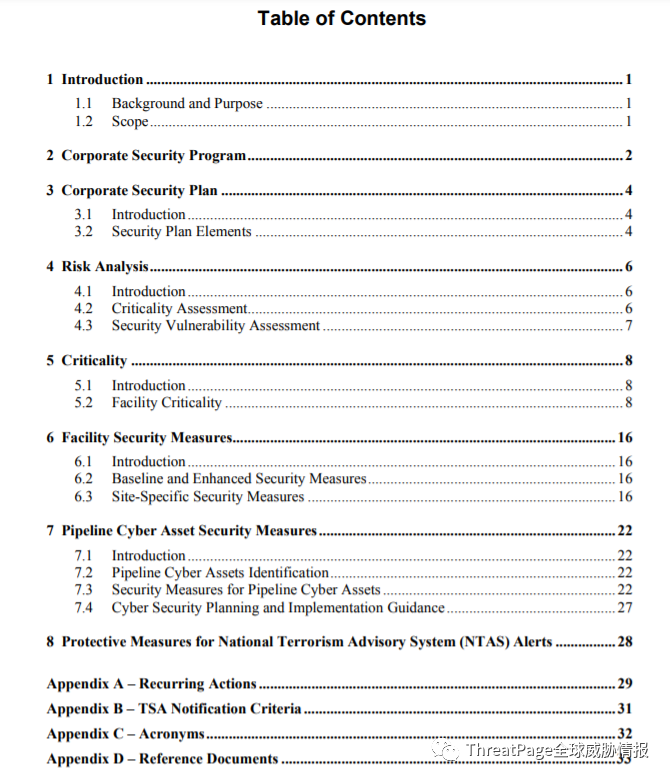 Table of Contents
1 Introduction ........ 1
1.1 Background and Purpose ........ 1
1.2 Scope ........ 1
2 Corporate Security Program ........ 2
3 Corporate Security Plan ........ 4
3.1 Introduction ........ 4
3.2 Security Plan Elements ........ 4
4 Risk Analysis ........ 6
4.1 Introduction ........ 6
4.2 Criticality Assessment ........ 6
4.3 Security Vulnerability Assessment ........ 7
5 Criticality ........ 8
5.1 Introduction ........ 8
5.2 Facility Criticality ........ 8
6 Facility Security Measures ........ 16
6.1 Introduction ........ 16
6.2 Baseline and Enhanced Security Measures ........ 16
6.3 Site-Specific Security Measures ........ 16
7 Pipeline Cyber Asset Security Measures ........ 22
7.1 Introduction ........ 22
7.2 Pipeline Cyber Assets Identification ........ 22
7.3 Security Measures for Pipeline Cyber Assets ........ 22
7.4 Cyber Security Planning and Implementation Guidance ........ 27
8 Protective Measures for National Terrorism Advisory System (NTAS) Alerts ........ 28
Appendix A – Recurring Actions ........ 29
Appendix B – TSA Notification Criteria ........ 31
Appendix C – Acronyms ........ 32
Appendix D – Reference Documents ........ 33
ThreatPage全球威胁情报